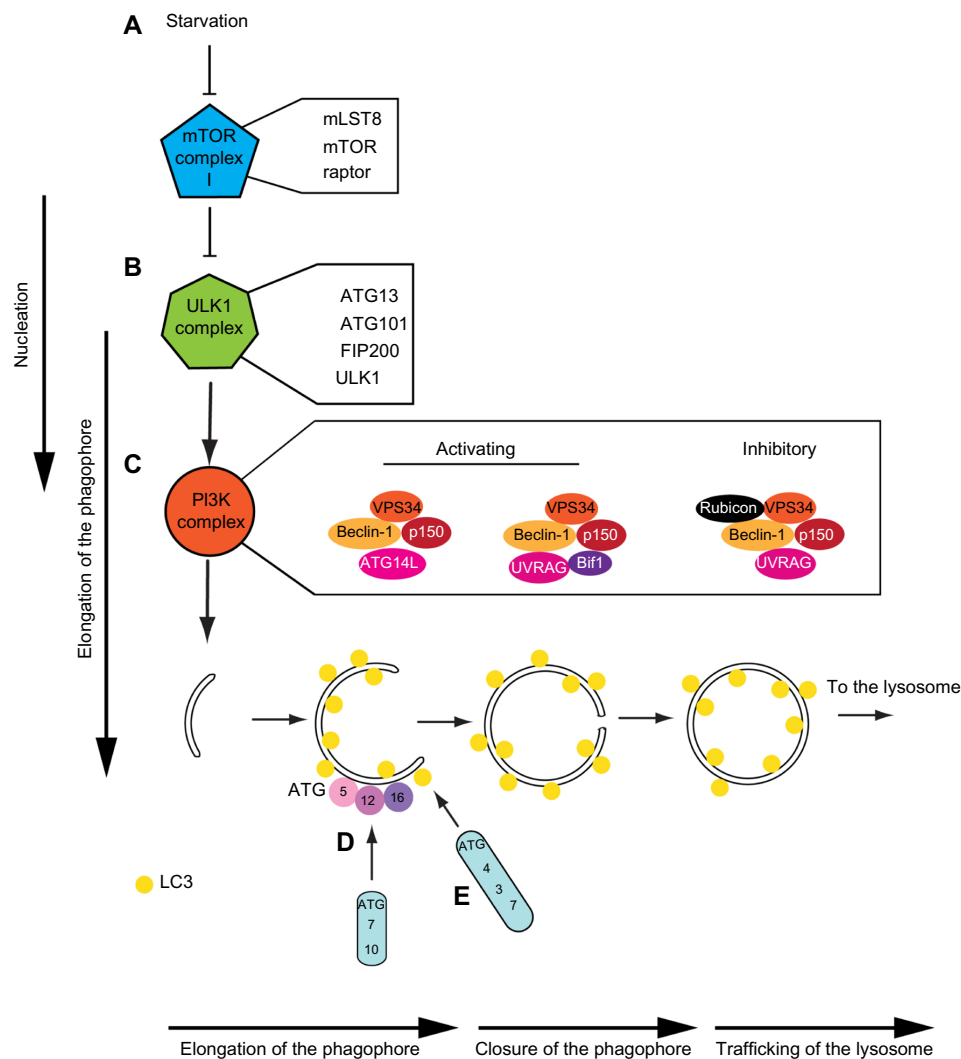 A
Starvation
mTOR
complex
I
mLST8
mTOR
raptor
Nucleation
B
ULK1
complex
ATG13
ATG101
FIP200
ULK1
Elongation of the phagophore
C
PI3K
complex
Activating
Inhibitory
VPS34
Beclin-1
p150
ATG14L
VPS34
Beclin-1
p150
UVRAG
Bif1
Rubicon
VPS34
Beclin-1
p150
UVRAG
To the lysosome
ATG
5
12
16
D
ATG
7
10
E
ATG
4
3
7
LC3
Elongation of the phagophore
Closure of the phagophore
Trafficking of the lysosome